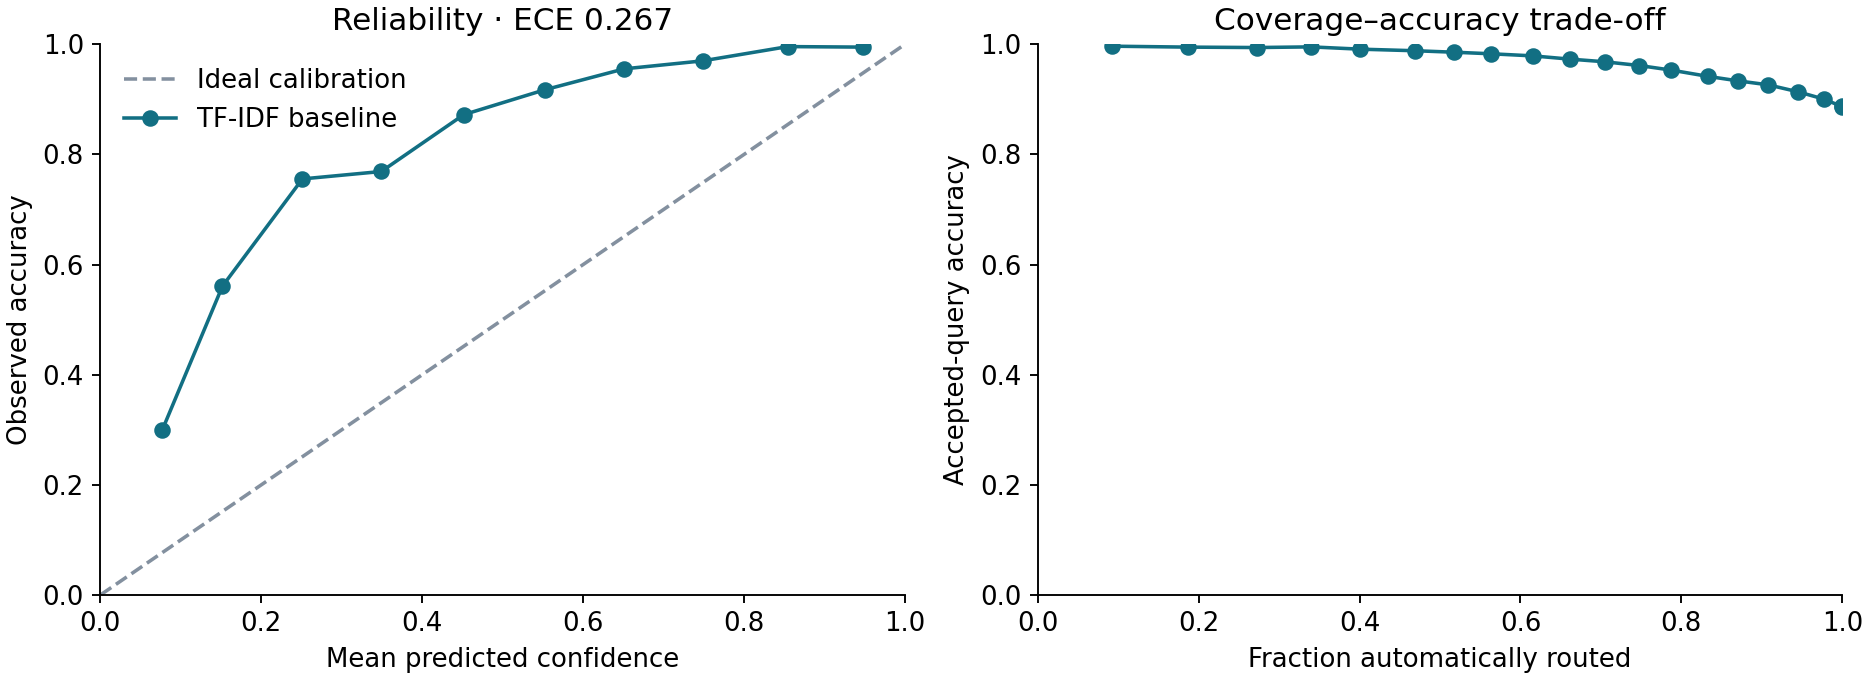 Reliability · ECE 0.267
Ideal calibration
TF-IDF baseline
1.0
0.8
0.6
0.4
0.2
0.0
Observed accuracy
0.0 0.2 0.4 0.6 0.8 1.0
Mean predicted confidence
Coverage–accuracy trade-off
1.0
0.8
0.6
0.4
0.2
0.0
Accepted-query accuracy
0.0 0.2 0.4 0.6 0.8 1.0
Fraction automatically routed